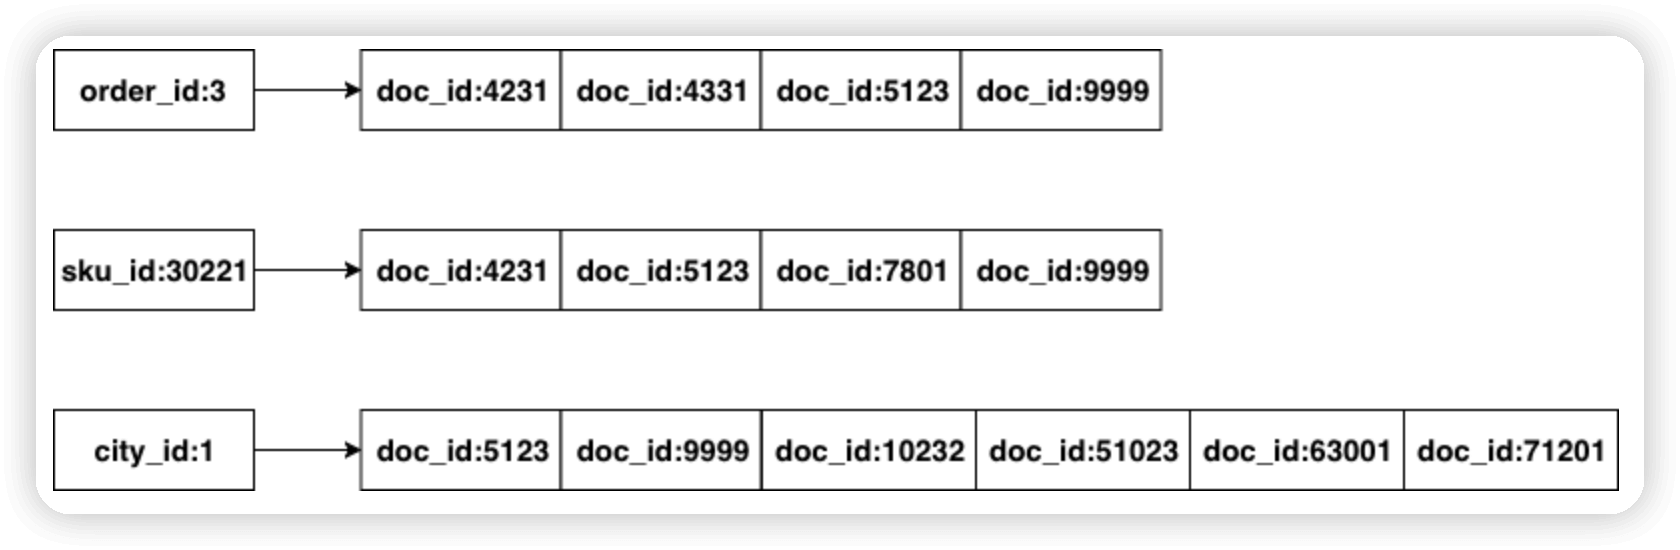 order_id:3 doc_id:4231 doc_id:4331 doc_id:5123 doc_id:9999
sku_id:30221 doc_id:4231 doc_id:5123 doc_id:7801 doc_id:9999
city_id:1 doc_id:5123 doc_id:9999 doc_id:10232 doc_id:51023 doc_id:63001 doc_id:71201